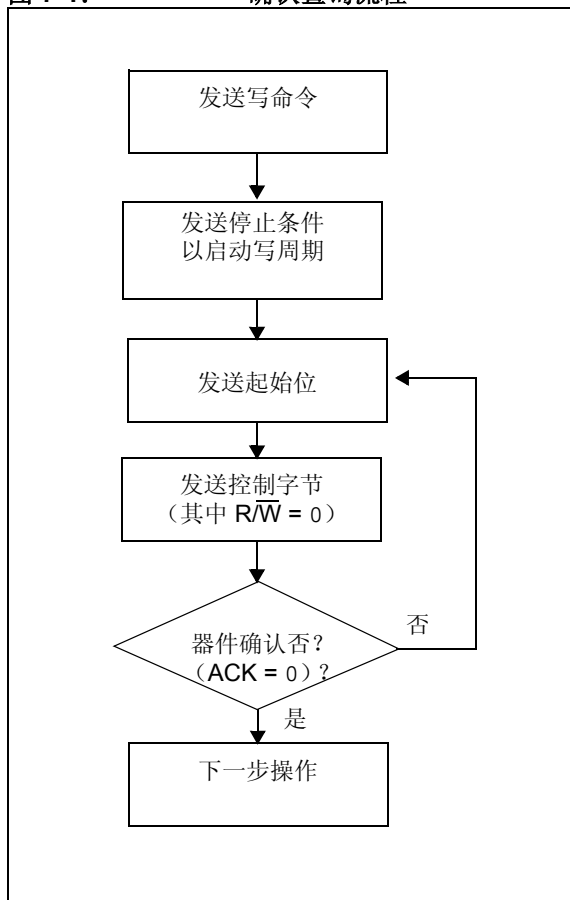 发送写命令
发送停止条件
以启动写周期
发送起始位
发送控制字节
（其中 R/W̅ = 0）
器件确认否？
（ACK = 0）？
否
是
下一步操作